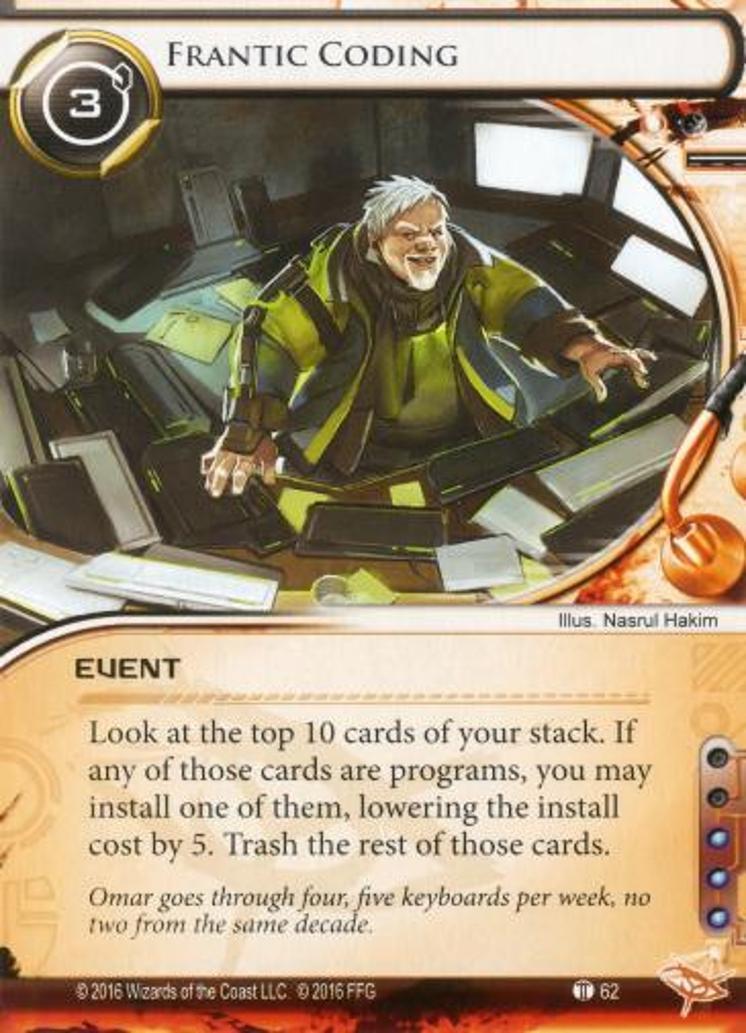 Frantic Coding
3
Illus. Nasrul Hakim
EVENT
Look at the top 10 cards of your stack. If
any of those cards are programs, you may
install one of them, lowering the install
cost by 5. Trash the rest of those cards.
Omar goes through four, five keyboards per week, no
two from the same decade.
© 2016 Wizards of the Coast LLC. © 2016 FFG
62